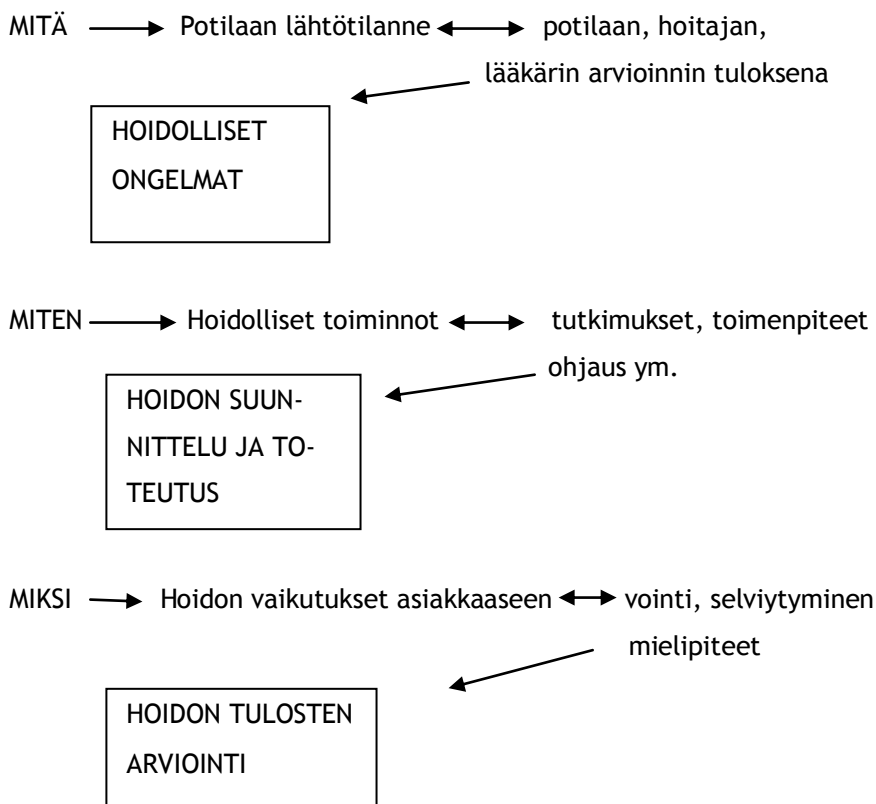 MITÄ Potilaan lähtötilanne potilaan, hoitajan,
lääkärin arvioinnin tuloksena
HOIDOLLISET
ONGELMAT
MITEN Hoidolliset toiminnot tutkimukset, toimenpiteet
ohjaus ym.
HOIDON SUUN-
NITTELU JA TO-
TEUTUS
MIKSI Hoidon vaikutukset asiakkaaseen vointi, selviytyminen
mielipiteet
HOIDON TULOSTEN
ARVIOINTI